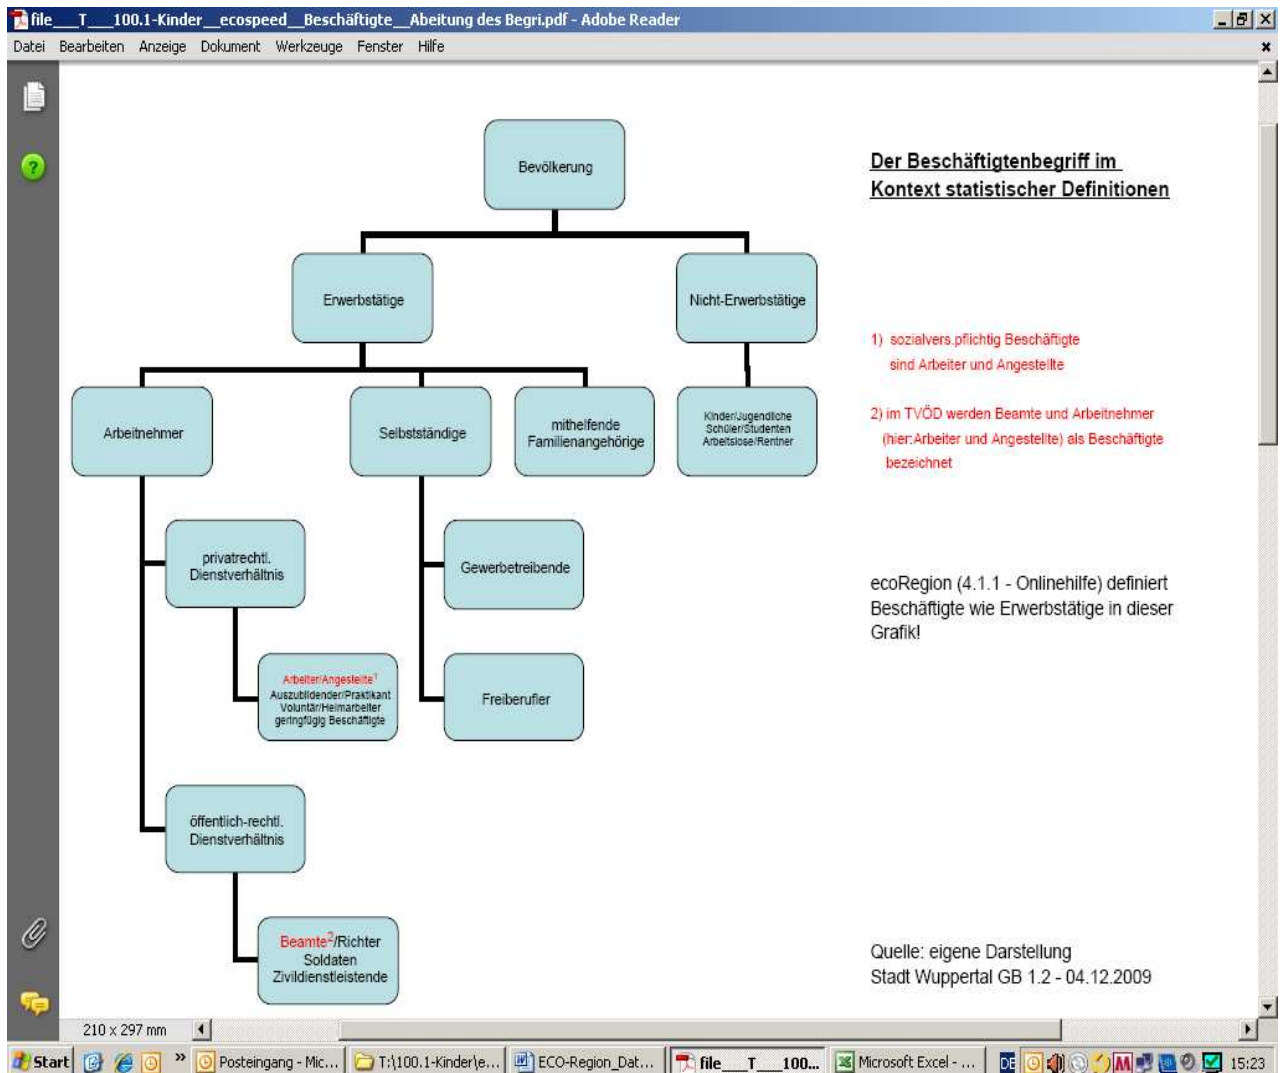 file___T___100.1-Kinder__ecospeed__Beschäftigte__Abeitung des Begri.pdf - Adobe Reader
Datei Bearbeiten Anzeige Dokument Werkzeuge Fenster Hilfe
Bevölkerung
Der Beschäftigtenbegriff im
Kontext statistischer Definitionen
Erwerbstätige
Nicht-Erwerbstätige
1) sozialvers.pflichtig Beschäftigte
sind Arbeiter und Angestellte
Arbeitnehmer
Selbstständige
mithelfende
Familienangehörige
Kinder/Jugendliche
Schüler/Studenten
Arbeitslose/Rentner
2) im TVÖD werden Beamte und Arbeitnehmer
(hier:Arbeiter und Angestellte) als Beschäftigte
bezeichnet
privatrechtl.
Dienstverhältnis
Gewerbetreibende
ecoRegion (4.1.1 - Onlinehilfe) definiert
Beschäftigte wie Erwerbstätige in dieser
Grafik!
Arbeiter/Angestellte1
Auszubildender/Praktikant
Voluntär/Heimarbeiter
geringfügig Beschäftigte
Freiberufler
öffentlich-rechtl.
Dienstverhältnis
Beamte2/Richter
Soldaten
Zivildienstleistende
Quelle: eigene Darstellung
Stadt Wuppertal GB 1.2 - 04.12.2009
210 x 297 mm
Start » Posteingang - Mic... T:\100.1-Kinder\e... ECO-Region_Dat... file___T___100... Microsoft Excel - ... DE 15:23